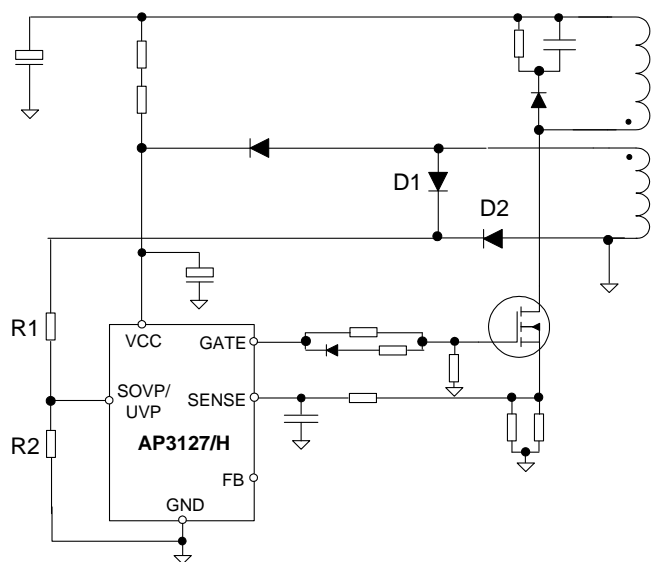 D1
D2
R1
VCC
GATE
SOVP/
UVP
SENSE
R2
AP3127/H
FB
GND